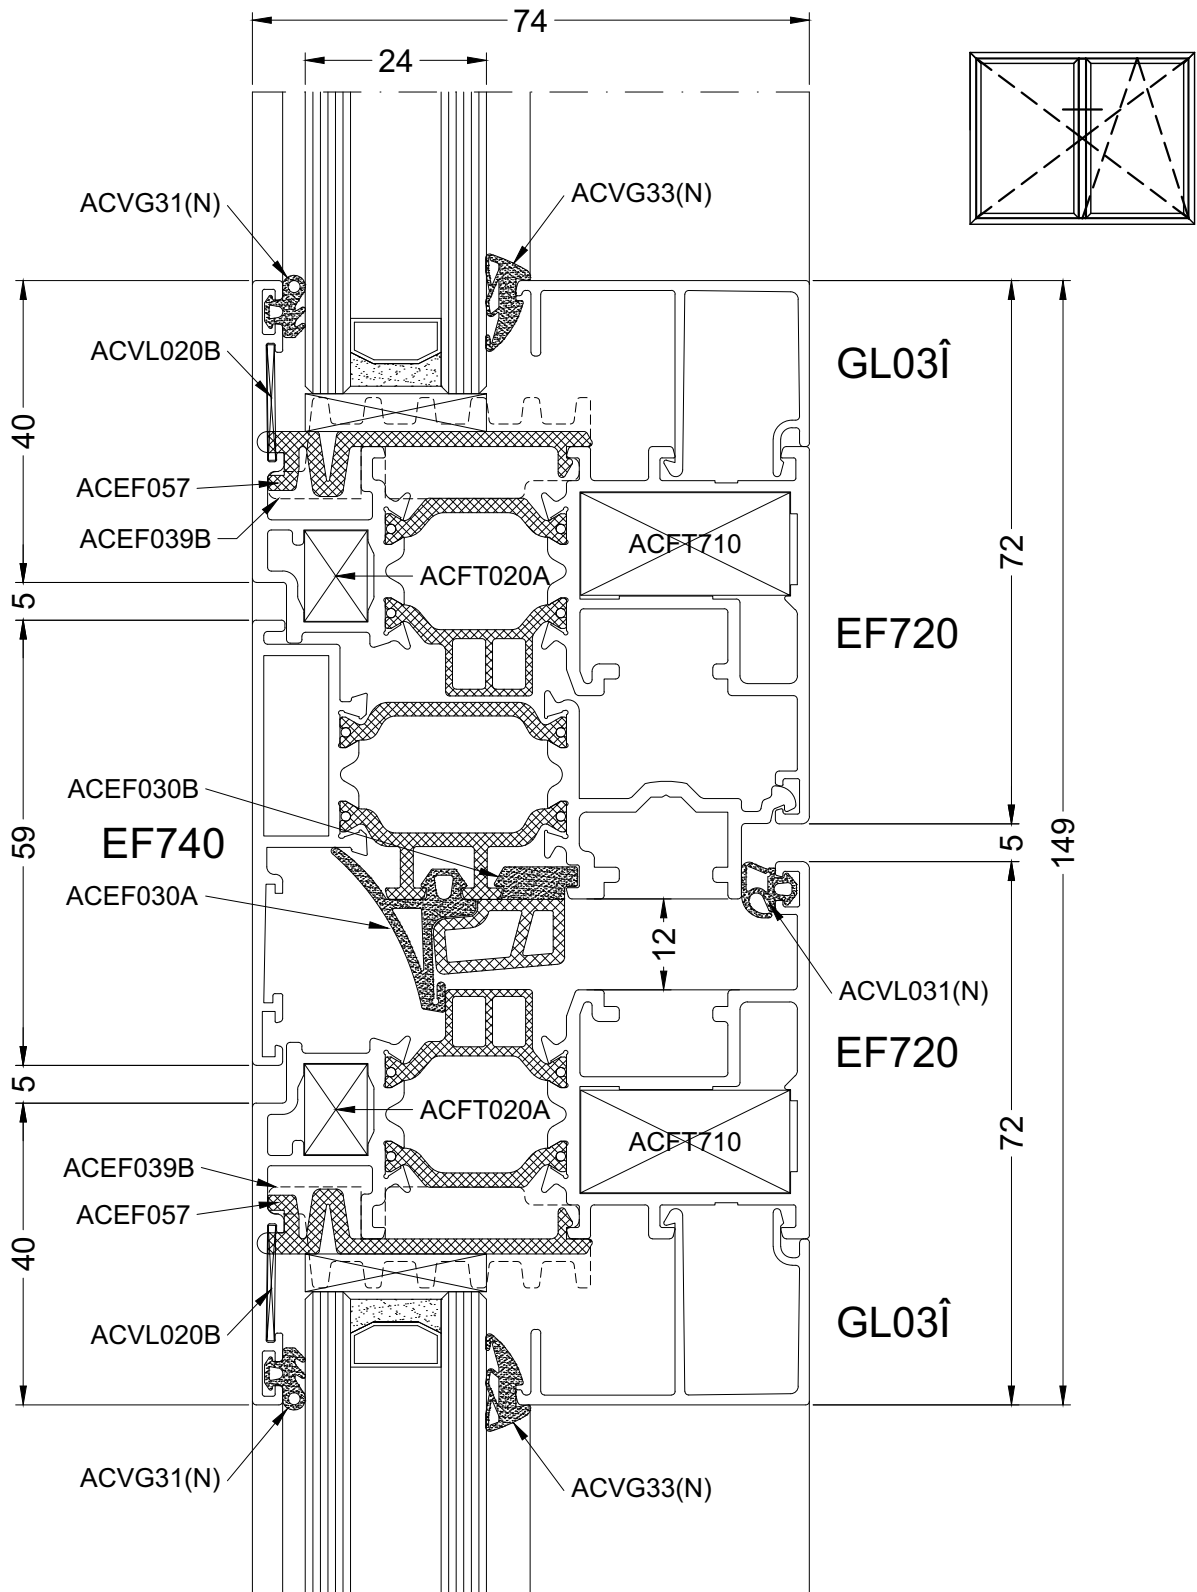 74
24
ACVG31(N)
ACVG33(N)
ACVL020B
GL03Î
40
ACEF057
ACEF039B
ACFT710
72
ACFT020A
5
EF720
ACEF030B
EF740
59
5
149
ACEF030A
12
ACVL031(N)
EF720
5
ACFT020A
ACFT710
72
ACEF039B
ACEF057
40
ACVL020B
GL03Î
ACVG31(N)
ACVG33(N)